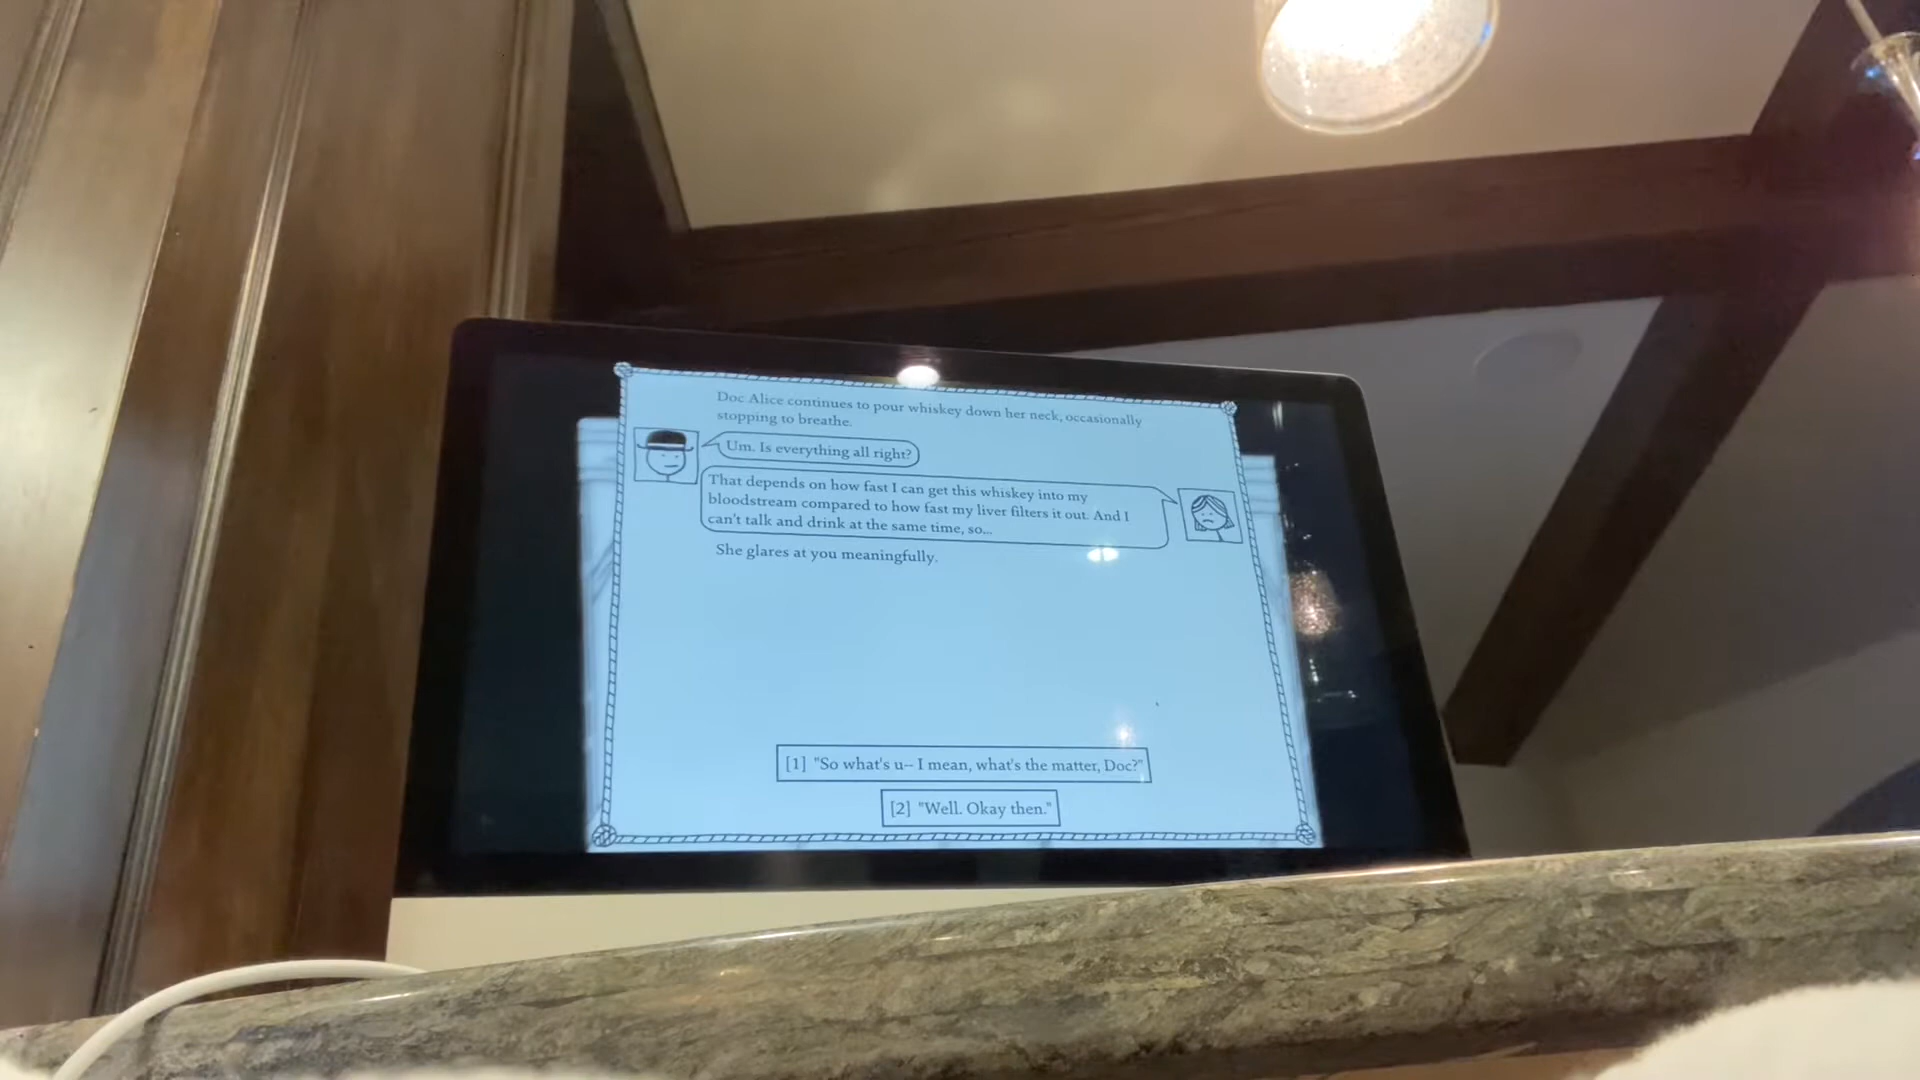 Doc Alice continues to pour whiskey down her neck, occasionally
stopping to breathe.
Um. Is everything all right?
That depends on how fast I can get this whiskey into my
bloodstream compared to how fast my liver filters it out. And I
can't talk and drink at the same time, so...
She glares at you meaningfully.
[1] "So what's u-- I mean, what's the matter, Doc?"
[2] "Well. Okay then."